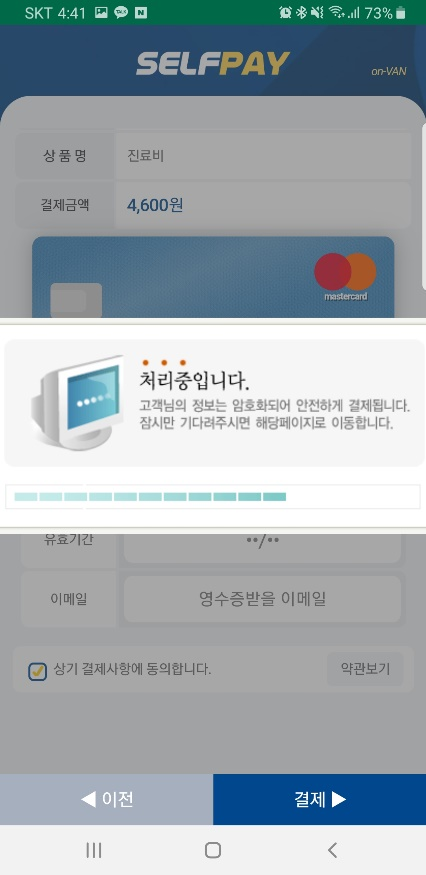 SKT 4:41 TALK N 73%
SELFPAY
on-VAN
상 품 명 진료비
결제금액 4,600원
mastercard
처리중입니다.
고객님의 정보는 암호화되어 안전하게 결제됩니다.
잠시만 기다려주시면 해당페이지로 이동합니다.
유효기간 ••/••
이메일 영수증받을 이메일
상기 결제사항에 동의합니다. 약관보기
◀ 이전 결제 ▶